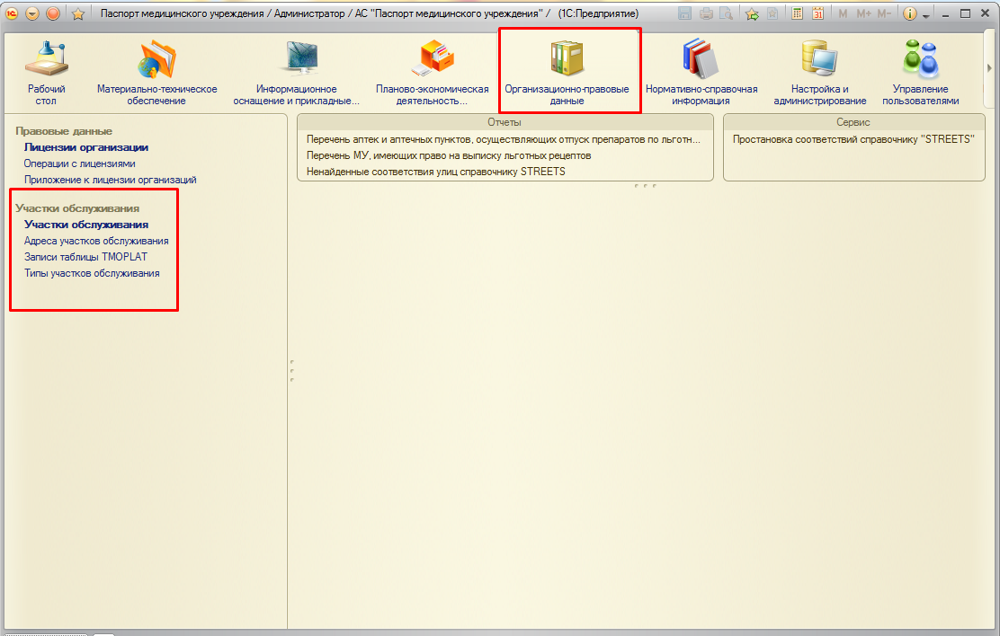 Паспорт медицинского учреждения / Администратор / АС "Паспорт медицинского учреждения" / (1С:Предприятие)
31 M M+ M-
Рабочий
стол
Материально-техническое
обеспечение
Информационное
оснащение и прикладные...
Планово-экономическая
деятельность...
Организационно-правовые
данные
Нормативно-справочная
информация
Настройка и
администрирование
Управление
пользователями
Правовые данные
Лицензии организации
Операции с лицензиями
Приложение к лицензии организаций
Участки обслуживания
Участки обслуживания
Адреса участков обслуживания
Записи таблицы TMOPLAT
Типы участков обслуживания
Отчеты
Перечень аптек и аптечных пунктов, осуществляющих отпуск препаратов по льготн...
Перечень МУ, имеющих право на выписку льготных рецептов
Ненайденные соответствия улиц справочнику STREETS
Сервис
Простановка соответствий справочнику "STREETS"